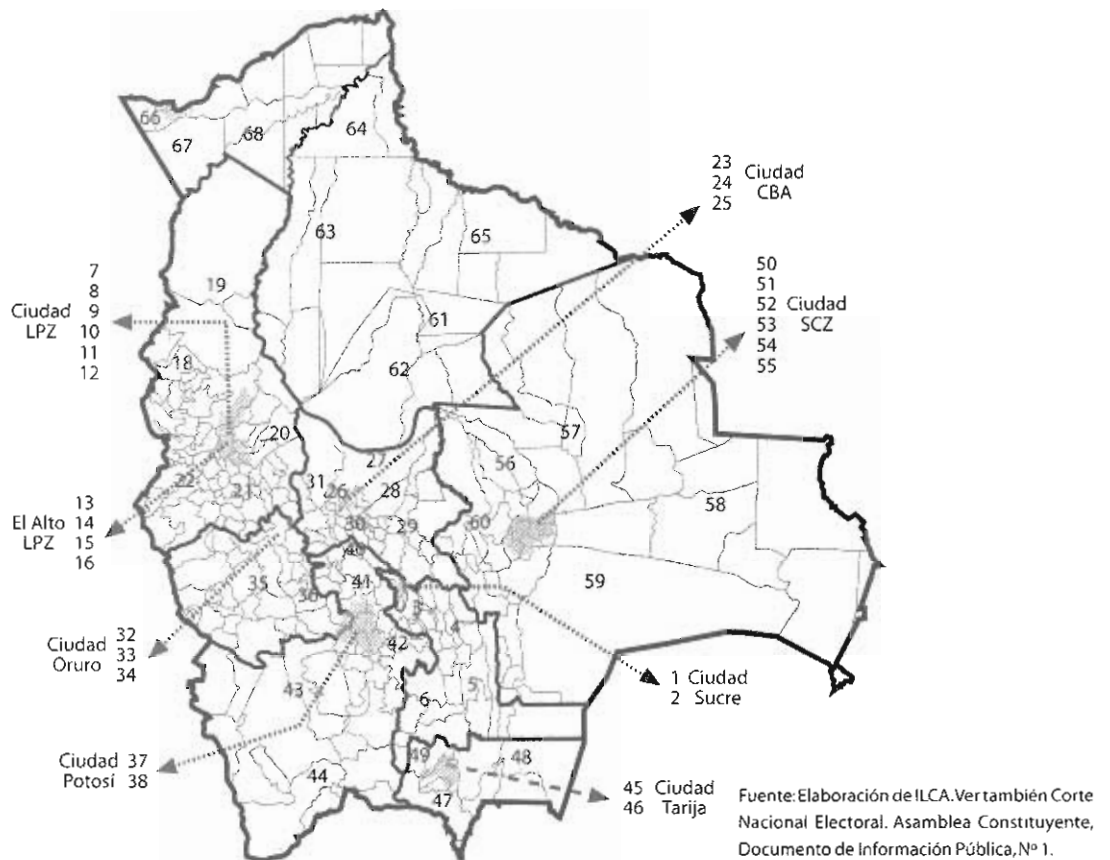 66
67
68
64
63
65
23
24 Ciudad
25 CBA
7
8
Ciudad 9
LPZ 10
11
12
19
18
61
62
50
51
52 Ciudad
53 SCZ
54
55
20
57
27
56
31
26
28
22
21
58
13
El Alto 14
LPZ 15
16
30
29
60
40
41
35
36
59
3
4
42
Ciudad 32
Oruro 33
34
1 Ciudad
2 Sucre
43
6
5
Ciudad 37
Potosí 38
49
48
44
47
45 Ciudad
46 Tarija
Fuente: Elaboración de ILCA. Ver también Corte
Nacional Electoral. Asamblea Constituyente,
Documento de Información Pública, Nº 1.